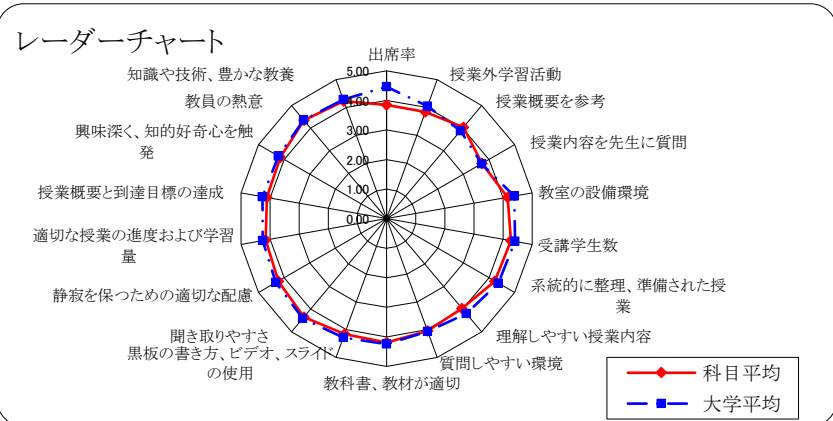 レーダーチャート
出席率
授業外学習活動
授業概要を参考
授業内容を先生に質問
教室の設備環境
受講学生数
系統的に整理、準備された授
業
理解しやすい授業内容
質問しやすい環境
教科書、教材が適切
黒板の書き方、ビデオ、スライド
の使用
聞き取りやすさ
静寂を保つための適切な配慮
適切な授業の進度および学習
量
授業概要と到達目標の達成
興味深く、知的好奇心を触
発
教員の熱意
知識や技術、豊かな教養
5.00
4.00
3.00
2.00
1.00
0.00
科目平均
大学平均